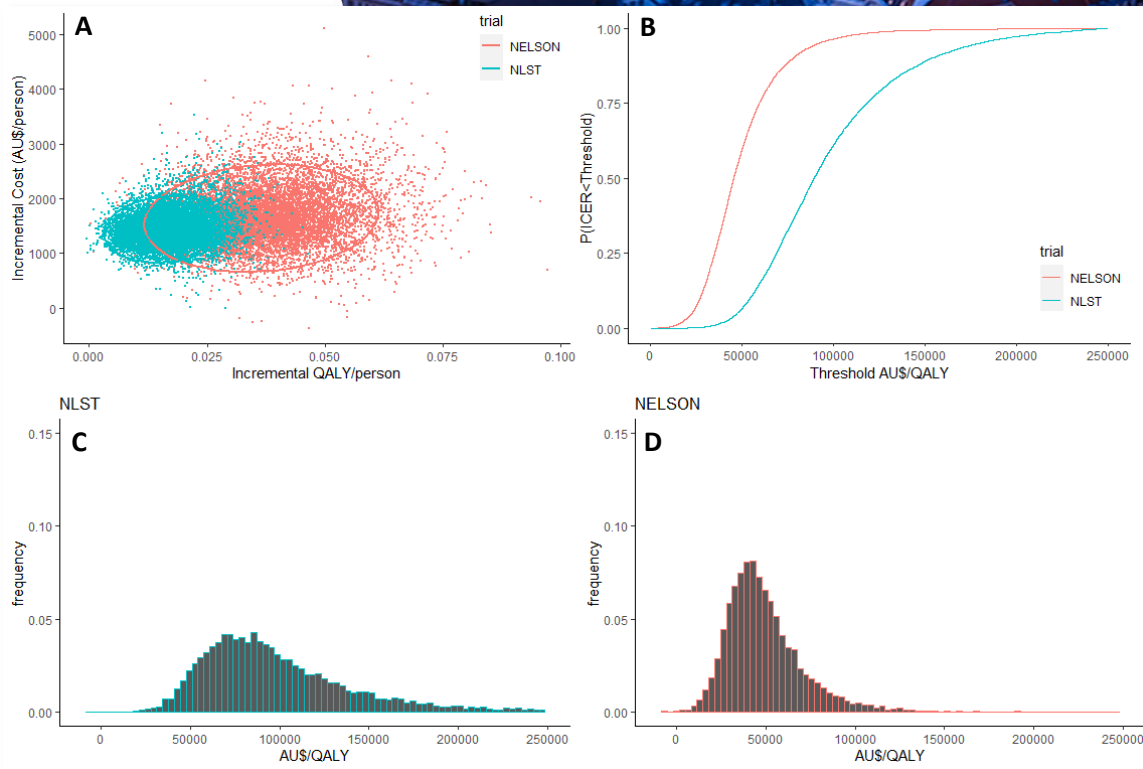 A
trial
NELSON
NLST
5000
4000
3000
2000
1000
0
Incremental Cost (AU$/person)
0.000 0.025 0.050 0.075 0.100
Incremental QALY/person
B
1.00
0.75
0.50
0.25
0.00
P(ICER<Threshold)
trial
NELSON
NLST
0 50000 100000 150000 200000 250000
Threshold AU$/QALY
NLST
C
0.15
0.10
0.05
0.00
frequency
0 50000 100000 150000 200000 250000
AU$/QALY
NELSON
D
0.15
0.10
0.05
0.00
frequency
0 50000 100000 150000 200000 250000
AU$/QALY